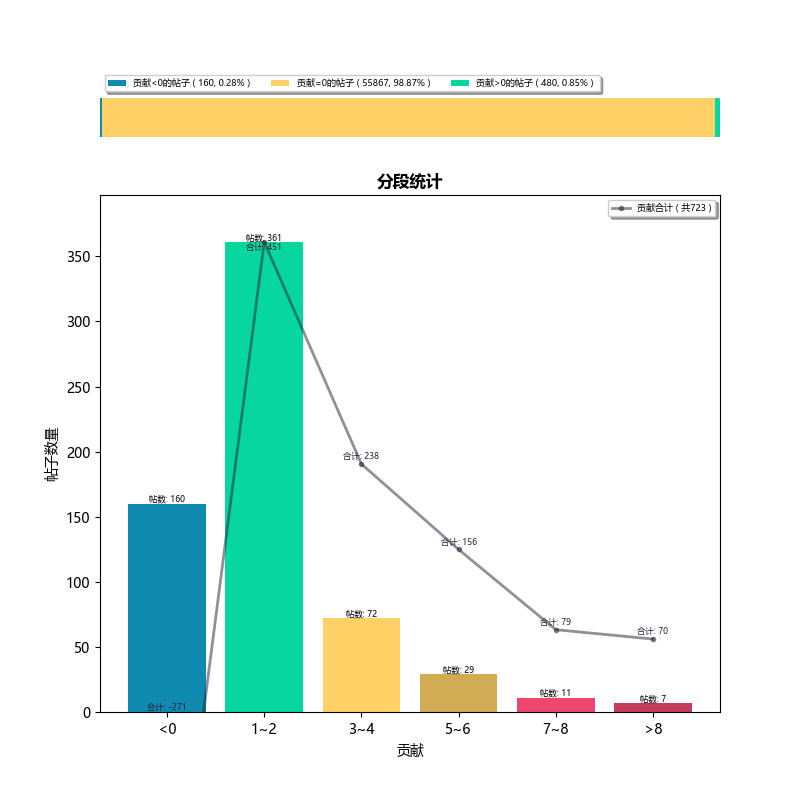 贡献<0的帖子 ( 160, 0.28% ) 贡献=0的帖子 ( 55867, 98.87% ) 贡献>0的帖子 ( 480, 0.85% )
分段统计
贡献合计 ( 共723 )
帖数: 361
合计: 451
350
300
250
200
150
100
50
0
帖子数量
合计: 238
帖数: 160
合计: 156
帖数: 72
合计: 79
合计: 70
帖数: 29
帖数: 11
帖数: 7
合计: -271
<0 1~2 3~4 5~6 7~8 >8
贡献